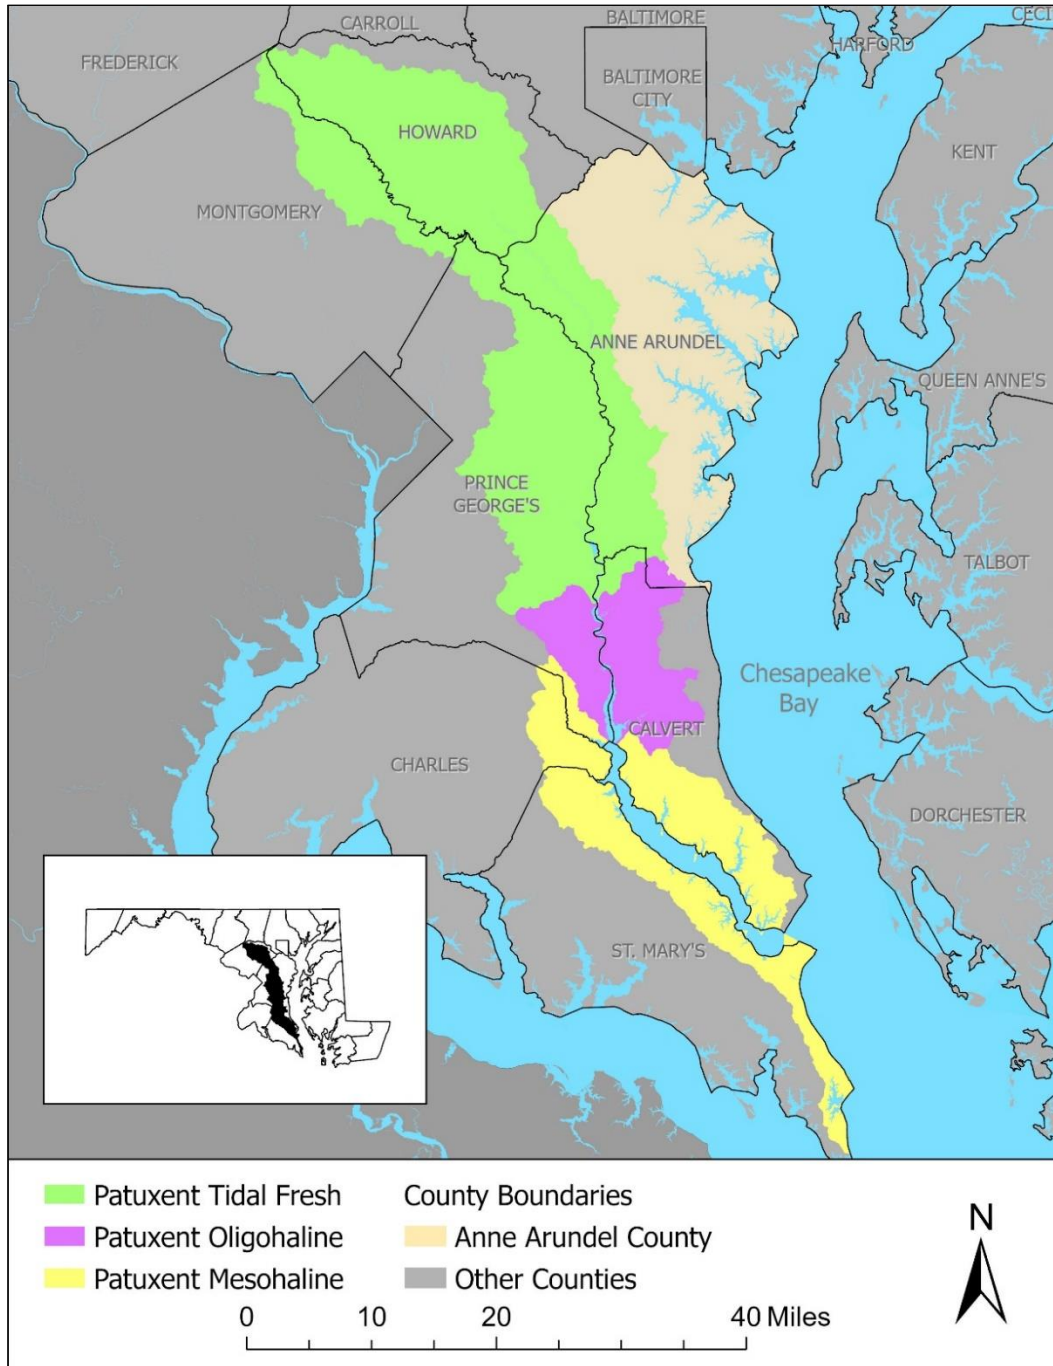 CARROLL
BALTIMORE
CECI
FREDERICK
HARFORD
BALTIMORE
CITY
HOWARD
KENT
MONTGOMERY
ANNE ARUNDEL
QUEEN ANNE'S
PRINCE
GEORGE'S
TALBOT
Chesapeake
Bay
CALVERT
CHARLES
DORCHESTER
ST. MARY'S
Patuxent Tidal Fresh
County Boundaries
Patuxent Oligohaline
Anne Arundel County
Patuxent Mesohaline
Other Counties
N
0 10 20 40 Miles